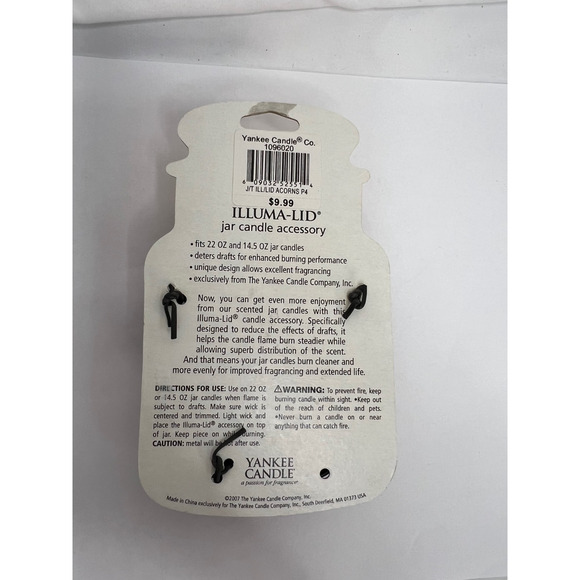 Yankee Candle® Co.
1096020
6 09032 52551 4
J/T ILL/LID ACORNS P4
$9.99
ILLUMA-LID®
jar candle accessory
• fits 22 OZ and 14.5 OZ jar candles
• deters drafts for enhanced burning performance
• unique design allows excellent fragrancing
• exclusively from The Yankee Candle Company, Inc.
Now, you can get even more enjoyment
from our scented jar candles with this
Illuma-Lid® candle accessory. Specifically
designed to reduce the effects of drafts, it
helps the candle flame burn steadier while
allowing superb distribution of the scent.
And that means your jar candles burn cleaner and
more evenly for improved fragrancing and extended life.
DIRECTIONS FOR USE: Use on 22 OZ
or 14.5 OZ jar candles when flame is
subject to drafts. Make sure wick is
centered and trimmed. Light wick and
place the Illuma-Lid® accessory on top
of jar. Keep piece on while burning.
CAUTION: metal will be hot after use.
⚠WARNING: To prevent fire, keep
burning candle within sight. •Keep out
of the reach of children and pets.
•Never burn a candle on or near
anything that can catch fire.
YANKEE
CANDLE®
a passion for fragrance®
©2007 The Yankee Candle Company, Inc.
Made in China exclusively for The Yankee Candle Company, Inc., South Deerfield, MA 01373 USA